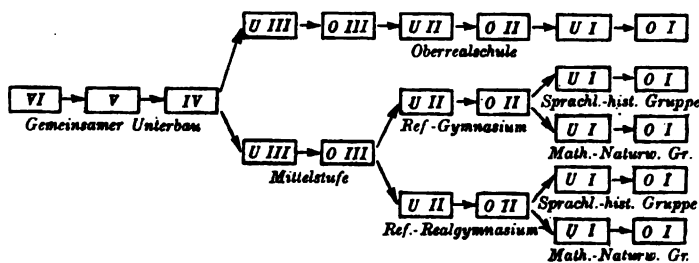 U III O III U II O II U I O I
Oberrealschule
U I O I
VI V IV U II O II Sprachl.-hist. Gruppe
Gemeinsamer Unterbau Ref.-Gymnasium U I O I
U III O III Math.-Naturw. Gr.
Mittelstufe U I O I
U II O II Sprachl.-hist. Gruppe
Ref.-Realgymnasium U I O I
Math.-Naturw. Gr.